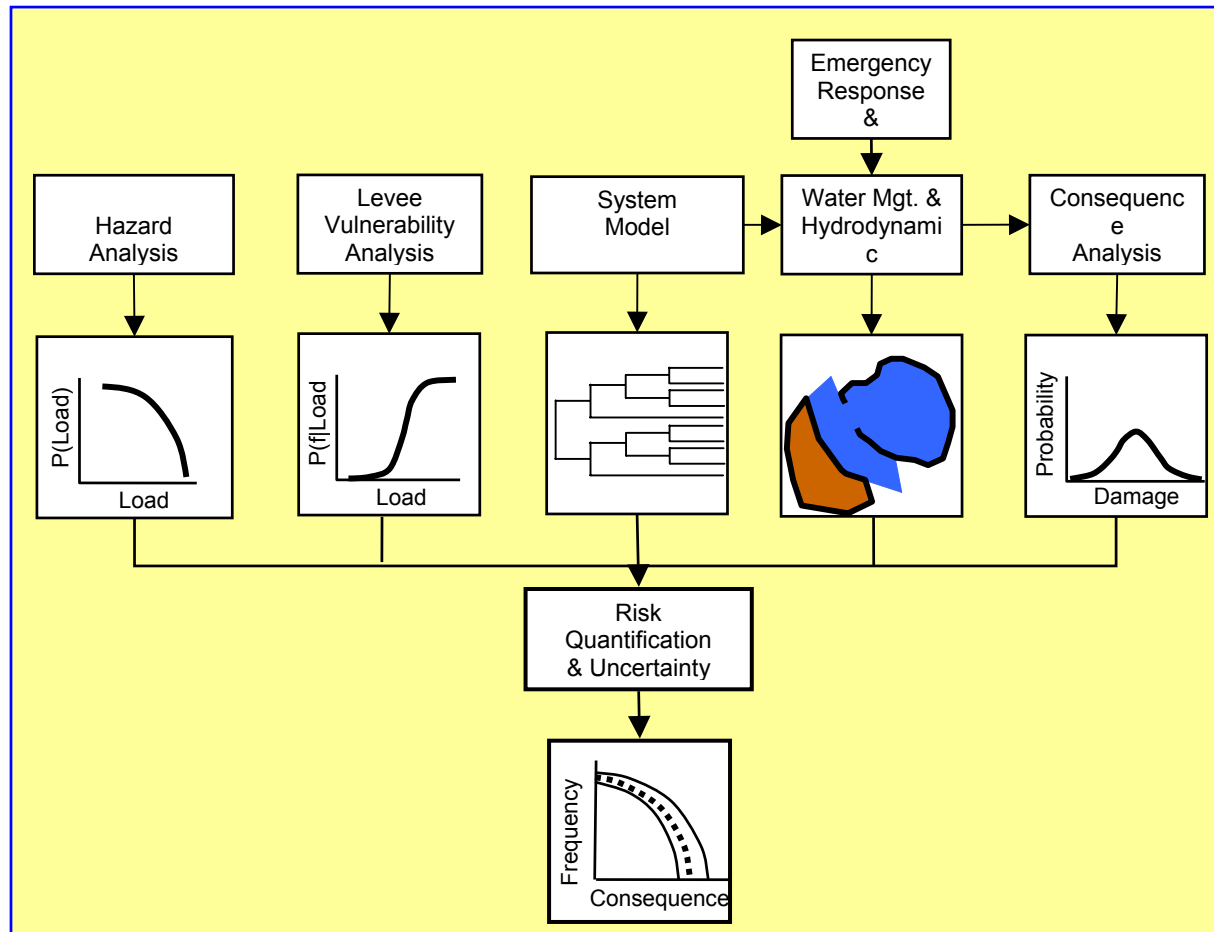 Emergency
Response
&
Hazard
Analysis
Levee
Vulnerability
Analysis
System
Model
Water Mgt. &
Hydrodynami
c
Consequenc
e
Analysis
P(Load)
Load
P(f|Load
Load
Probability
Damage
Risk
Quantification
& Uncertainty
Frequency
Consequence